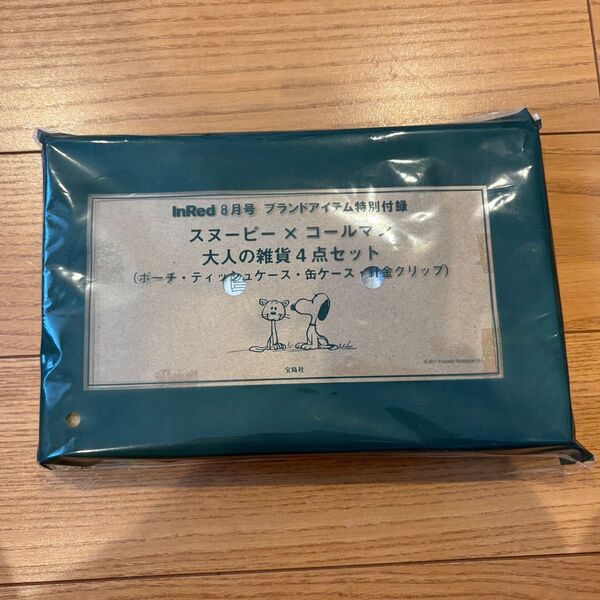 InRed 8月号 ブランドアイテム特別付録
スヌーピー × コールマン
大人の雑貨4点セット
(ポーチ・ティッシュケース・缶ケース・針金クリップ)
宝島社